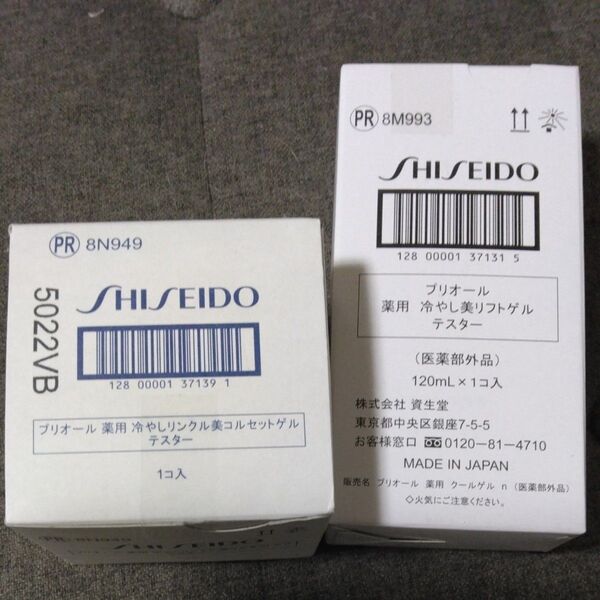 PR 8N949
5022VB
SHISEIDO
128 00001 37139 1
プリオール 薬用 冷やしリンクル美コルセットゲル
テスター
1コ入
PR 8N949
SHISEIDO
PR 8M993
SHISEIDO
128 00001 37131 5
プリオール
薬用 冷やし美リフトゲル
テスター
(医薬部外品)
120mL×1コ入
株式会社 資生堂
東京都中央区銀座7-5-5
お客様窓口 0120-81-4710
MADE IN JAPAN
販売名 プリオール 薬用 クールゲル n (医薬部外品)
◇火気にご注意ください。